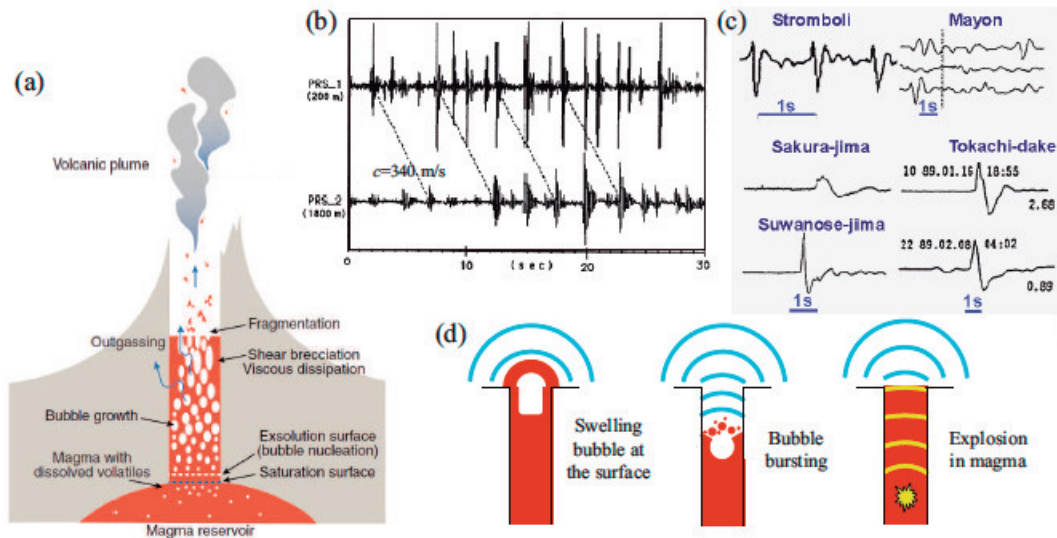 (a)
Volcanic plume
Fragmentation
Outgassing
Shear brecciation
Viscous dissipation
Bubble growth
Exsolution surface
(bubble nucleation)
Magma with
dissolved volatiles
Saturation surface
Magma reservoir
(b)
PRS_1
(200 m)
c=340 m/s
PRS_2
(1800 m)
0
10
20
30
(sec)
(c)
Stromboli
Mayon
1s
1s
Sakura-jima
Tokachi-dake
10 89.01.16 18:55
2.68
Suwanose-jima
22 89.02.08 04:02
0.89
1s
1s
(d)
Swelling
bubble at
the surface
Bubble
bursting
Explosion
in magma